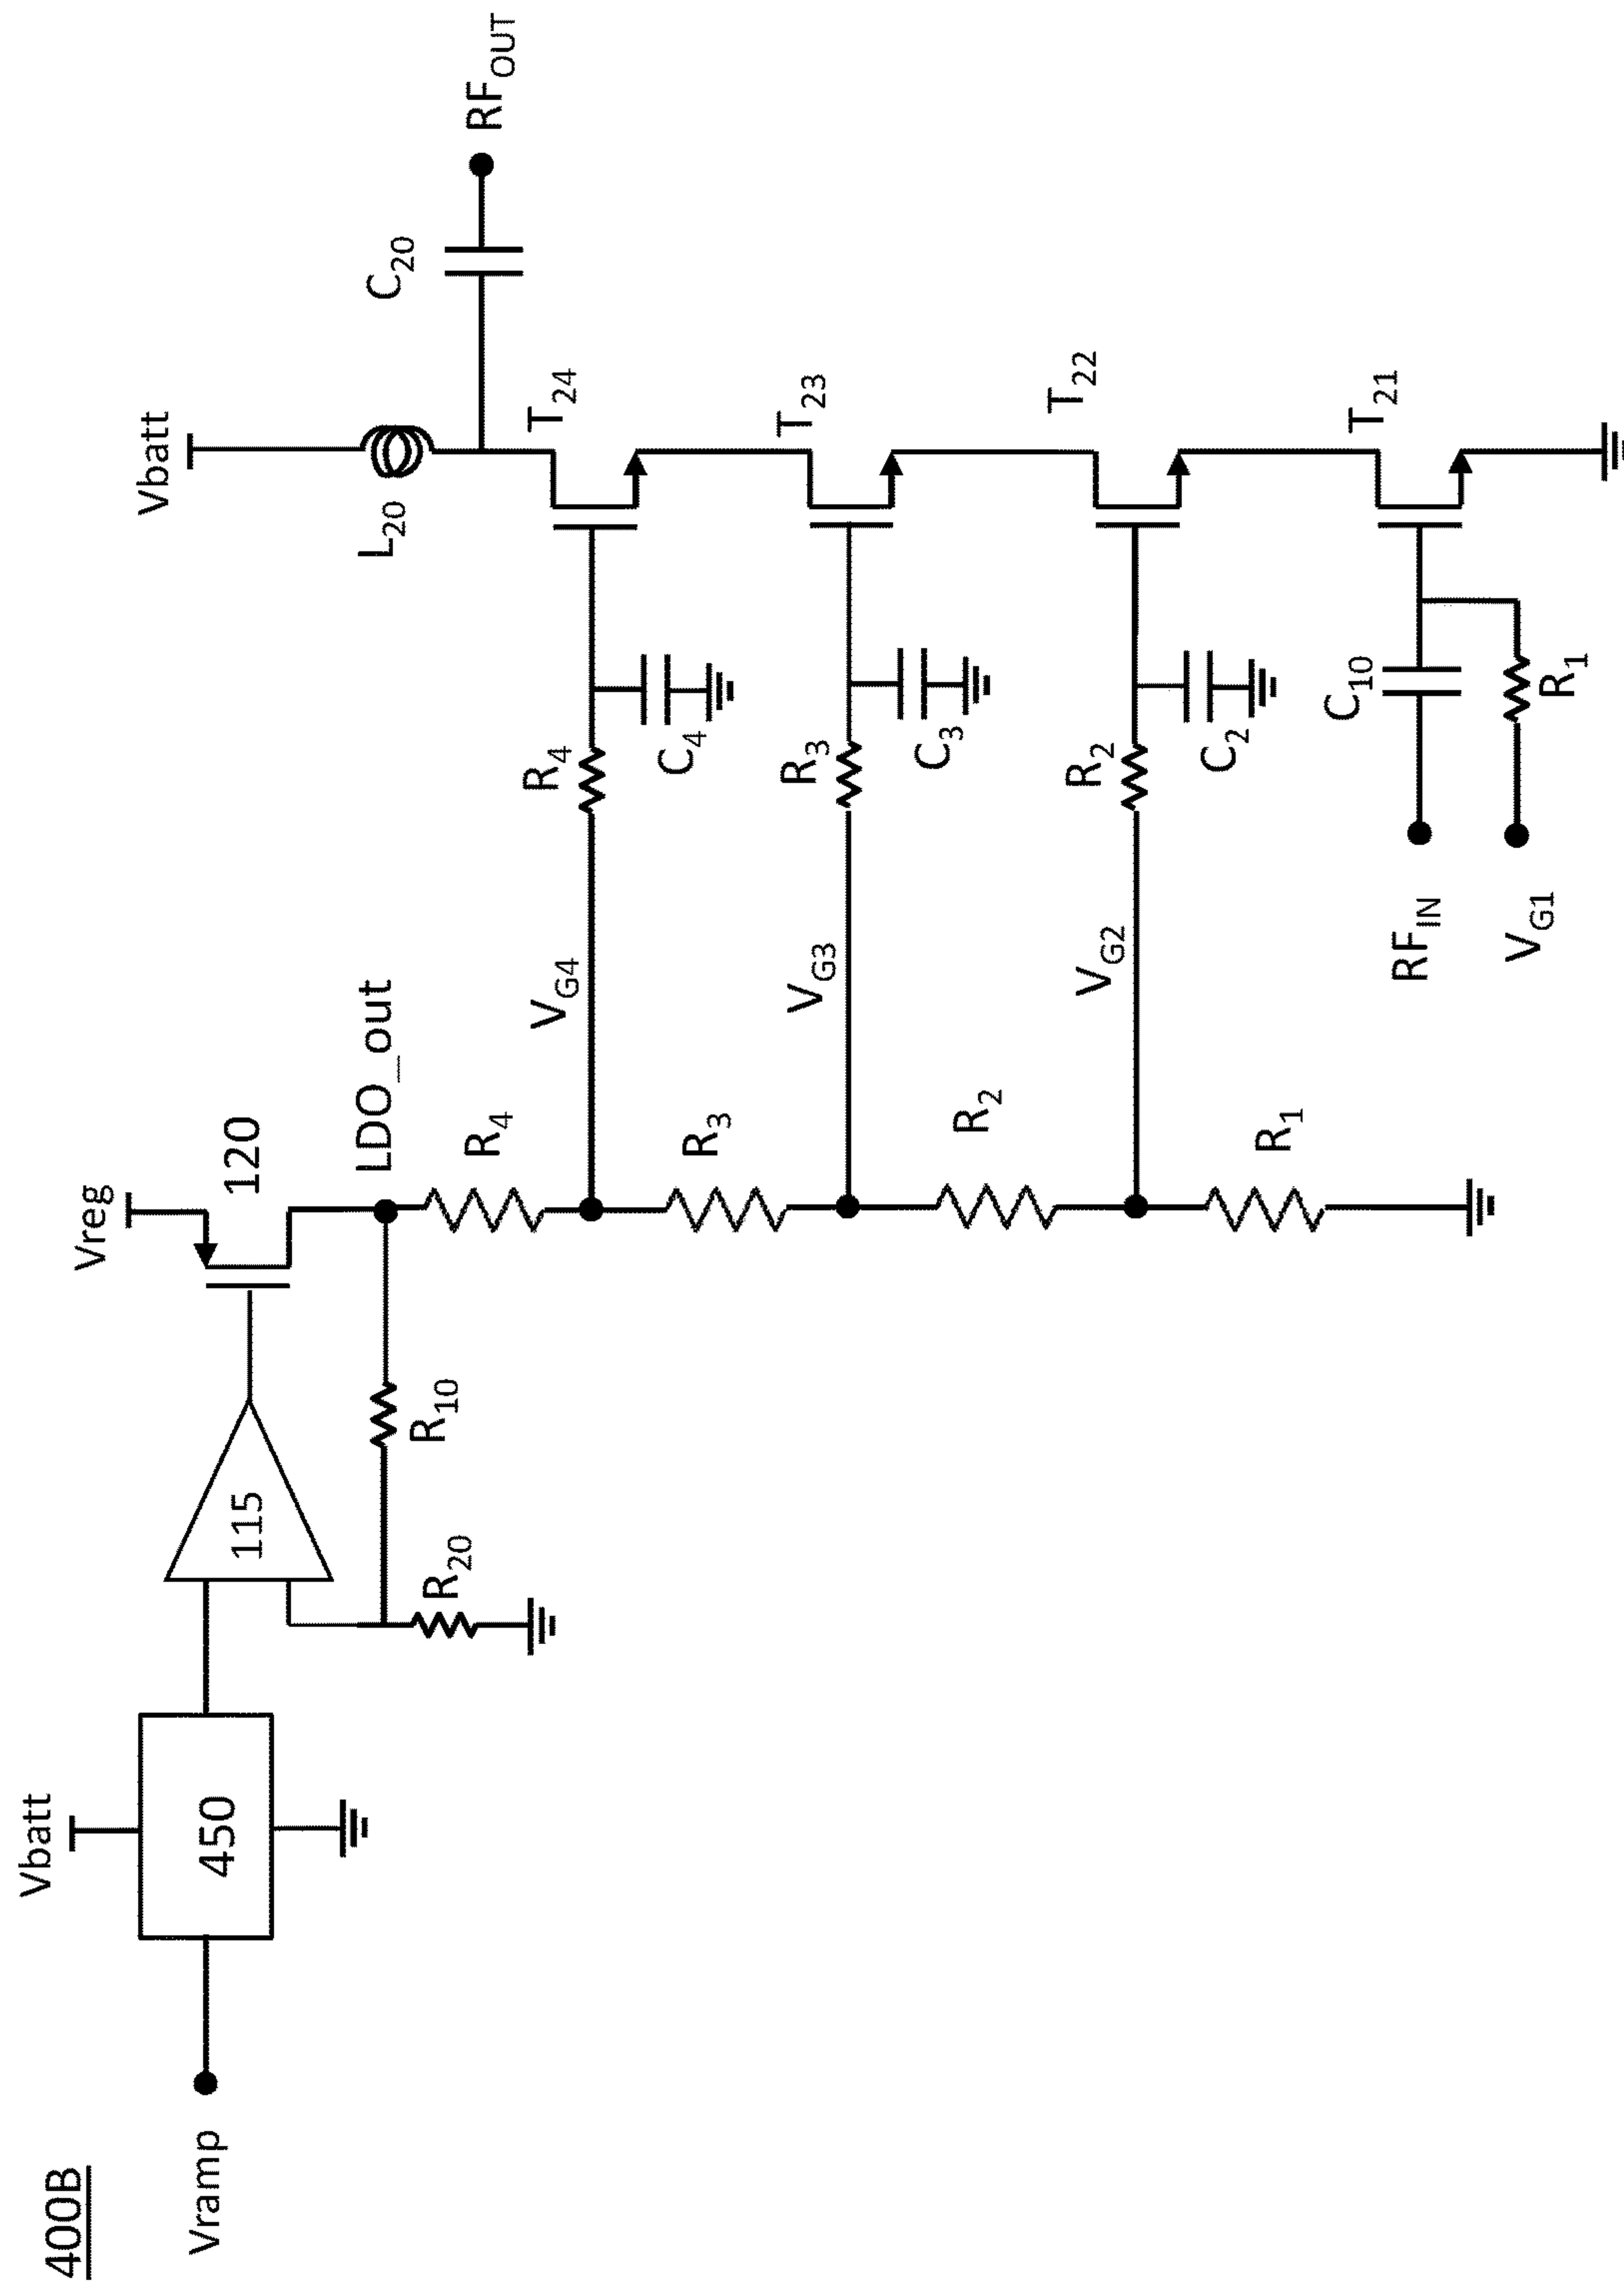 400B
Vramp
Vbatt
450
115
R20
R10
Vreg
120
LDO_out
R4
R3
R2
R1
VG4
VG3
VG2
R4
C4
R3
C3
R2
C2
RFIN
VG1
C10
R1
Vbatt
L20
C20
RFOUT
T24
T23
T22
T21